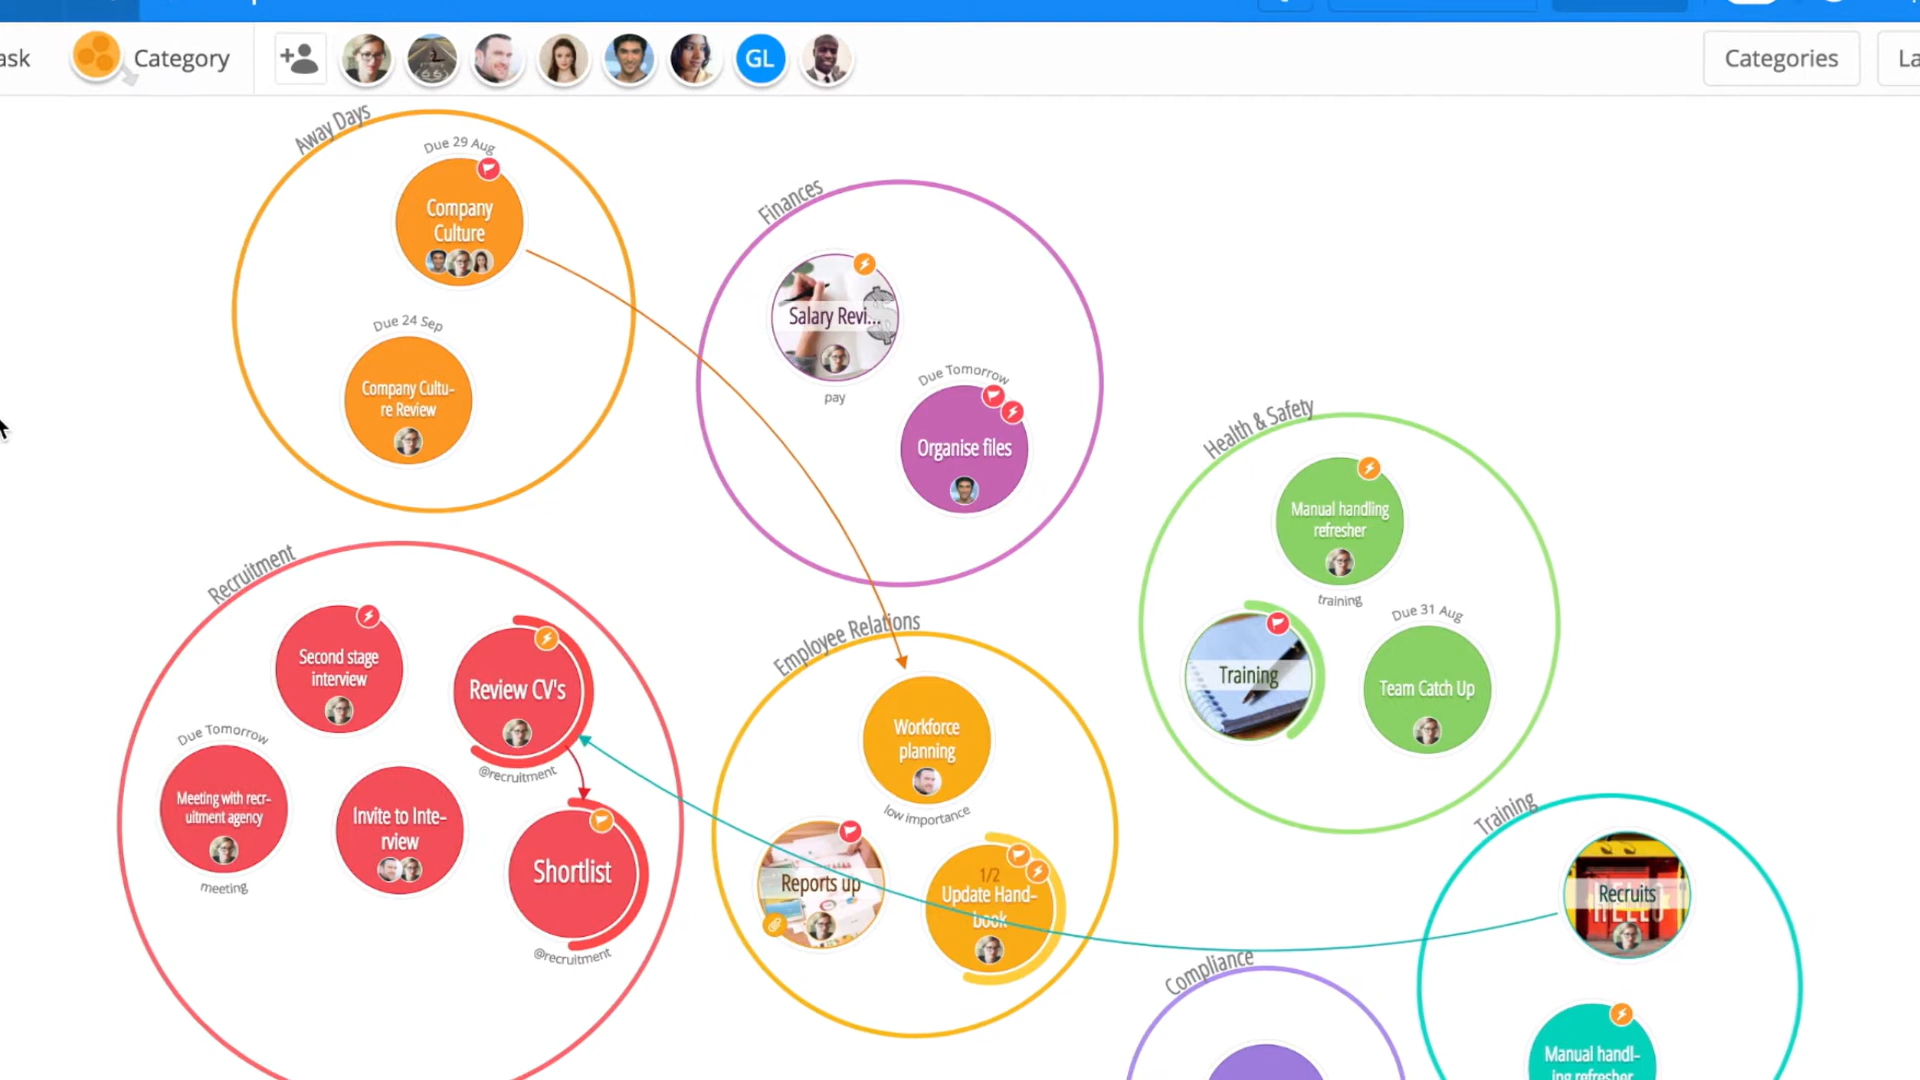 ask
Category
GL
Categories
La
Away Days
Due 29 Aug
Company
Culture
Due 24 Sep
Company Cultu-
re Review
Finances
Salary Revi...
pay
Due Tomorrow
Organise files
Health & Safety
Manual handling
refresher
training
Training
Due 31 Aug
Team Catch Up
Recruitment
Second stage
interview
Review CV's
@recruitment
Due Tomorrow
Meeting with recr-
uitment agency
meeting
Invite to Inte-
rview
Shortlist
@recruitment
Employee Relations
Workforce
planning
low importance
Reports up
1/2
Update Hand-
book
Training
Recruits
HELLO
Manual handl-
ing refresher
Compliance